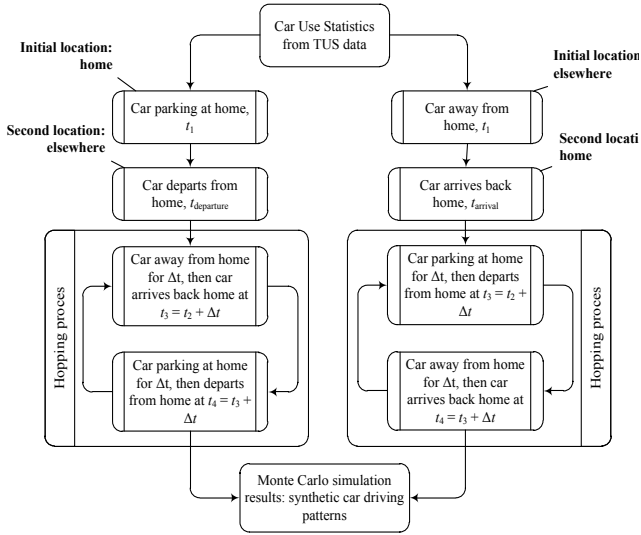 Car Use Statistics
from TUS data
Initial location:
home
Initial location
elsewhere
Car parking at home,
t₁
Car away from
home, t₁
Second location:
elsewhere
Second locati
home
Car departs from
home, t_departure
Car arrives back
home, t_arrival
Hopping proces
Car away from home
for Δt, then car
arrives back home at
t₃ = t₂ + Δt
Car parking at home
for Δt, then departs
from home at t₄ = t₃ +
Δt
Car parking at home
for Δt, then departs
from home at t₃ = t₂ +
Δt
Car away from home
for Δt, then car
arrives back home at
t₄ = t₃ + Δt
Hopping proces
Monte Carlo simulation
results: synthetic car driving
patterns